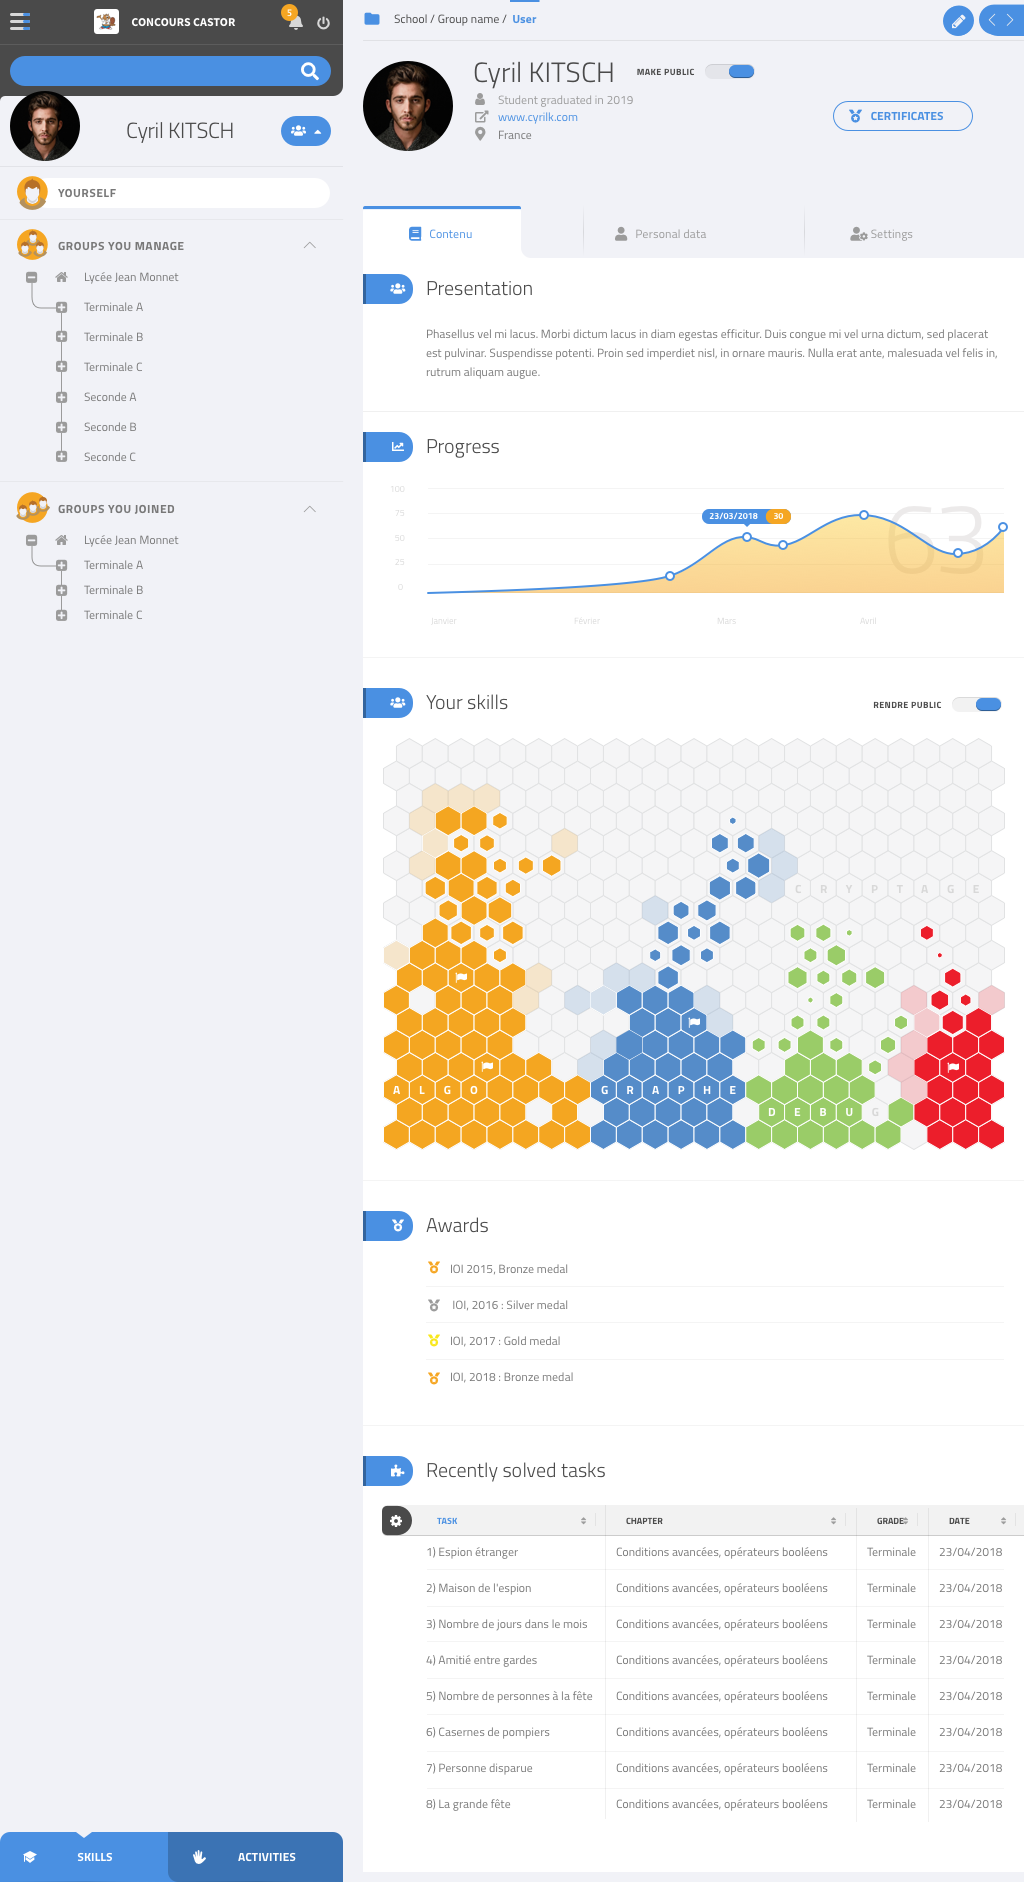 CONCOURS CASTOR
5
Cyril KITSCH
YOURSELF
GROUPS YOU MANAGE
Lycée Jean Monnet
Terminale A
Terminale B
Terminale C
Seconde A
Seconde B
Seconde C
GROUPS YOU JOINED
Lycée Jean Monnet
Terminale A
Terminale B
Terminale C
SKILLS
ACTIVITIES
School / Group name / User
Cyril KITSCH
MAKE PUBLIC
Student graduated in 2019
www.cyrilk.com
France
CERTIFICATES
Contenu
Personal data
Settings
Presentation
Phasellus vel mi lacus. Morbi dictum lacus in diam egestas efficitur. Duis congue mi vel urna dictum, sed placerat
est pulvinar. Suspendisse potenti. Proin sed imperdiet nisl, in ornare mauris. Nulla erat ante, malesuada vel felis in,
rutrum aliquam augue.
Progress
100
75
50
25
0
23/03/2018 30
63
Janvier
Février
Mars
Avril
Your skills
RENDRE PUBLIC
CRYPTAGE
ALGO
GRAPHE
DEBUG
Awards
IOI 2015, Bronze medal
IOI, 2016 : Silver medal
IOI, 2017 : Gold medal
IOI, 2018 : Bronze medal
Recently solved tasks
TASK CHAPTER GRADE DATE
1) Espion étranger Conditions avancées, opérateurs booléens Terminale 23/04/2018
2) Maison de l'espion Conditions avancées, opérateurs booléens Terminale 23/04/2018
3) Nombre de jours dans le mois Conditions avancées, opérateurs booléens Terminale 23/04/2018
4) Amitié entre gardes Conditions avancées, opérateurs booléens Terminale 23/04/2018
5) Nombre de personnes à la fête Conditions avancées, opérateurs booléens Terminale 23/04/2018
6) Casernes de pompiers Conditions avancées, opérateurs booléens Terminale 23/04/2018
7) Personne disparue Conditions avancées, opérateurs booléens Terminale 23/04/2018
8) La grande fête Conditions avancées, opérateurs booléens Terminale 23/04/2018